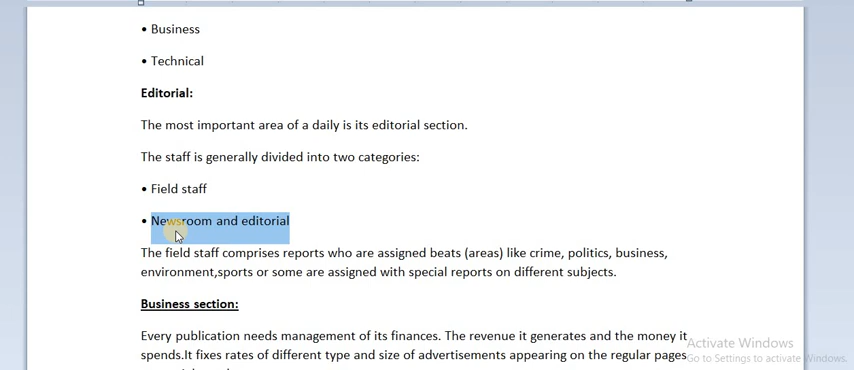 • Business
• Technical
Editorial:
The most important area of a daily is its editorial section.
The staff is generally divided into two categories:
• Field staff
• Newsroom and editorial
The field staff comprises reports who are assigned beats (areas) like crime, politics, business,
environment,sports or some are assigned with special reports on different subjects.
Business section:
Every publication needs management of its finances. The revenue it generates and the money it
spends.It fixes rates of different type and size of advertisements appearing on the regular pages
Activate Windows
Go to Settings to activate Windows.